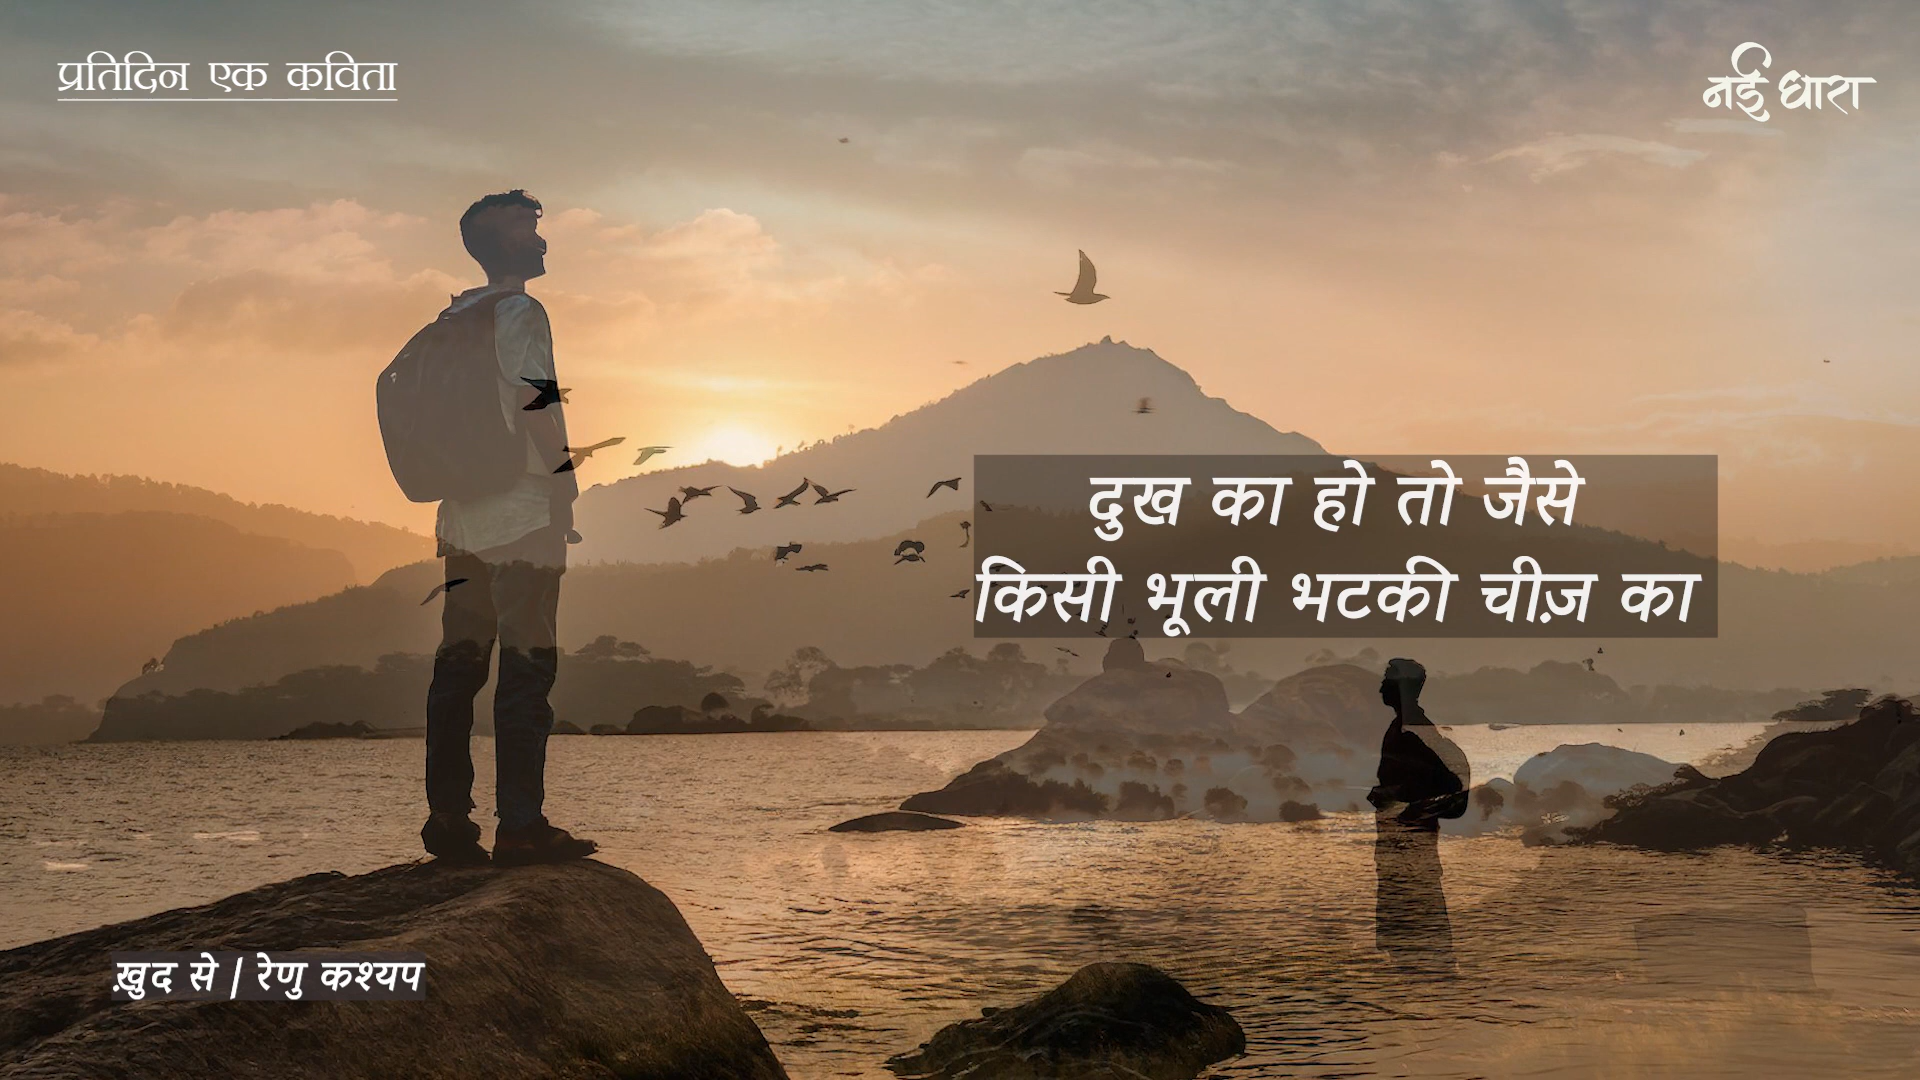 प्रतिदिन एक कविता
नई धारा
दुख का हो तो जैसे
किसी भूली भटकी चीज़ का
ख़ुद से | रेणु कश्यप